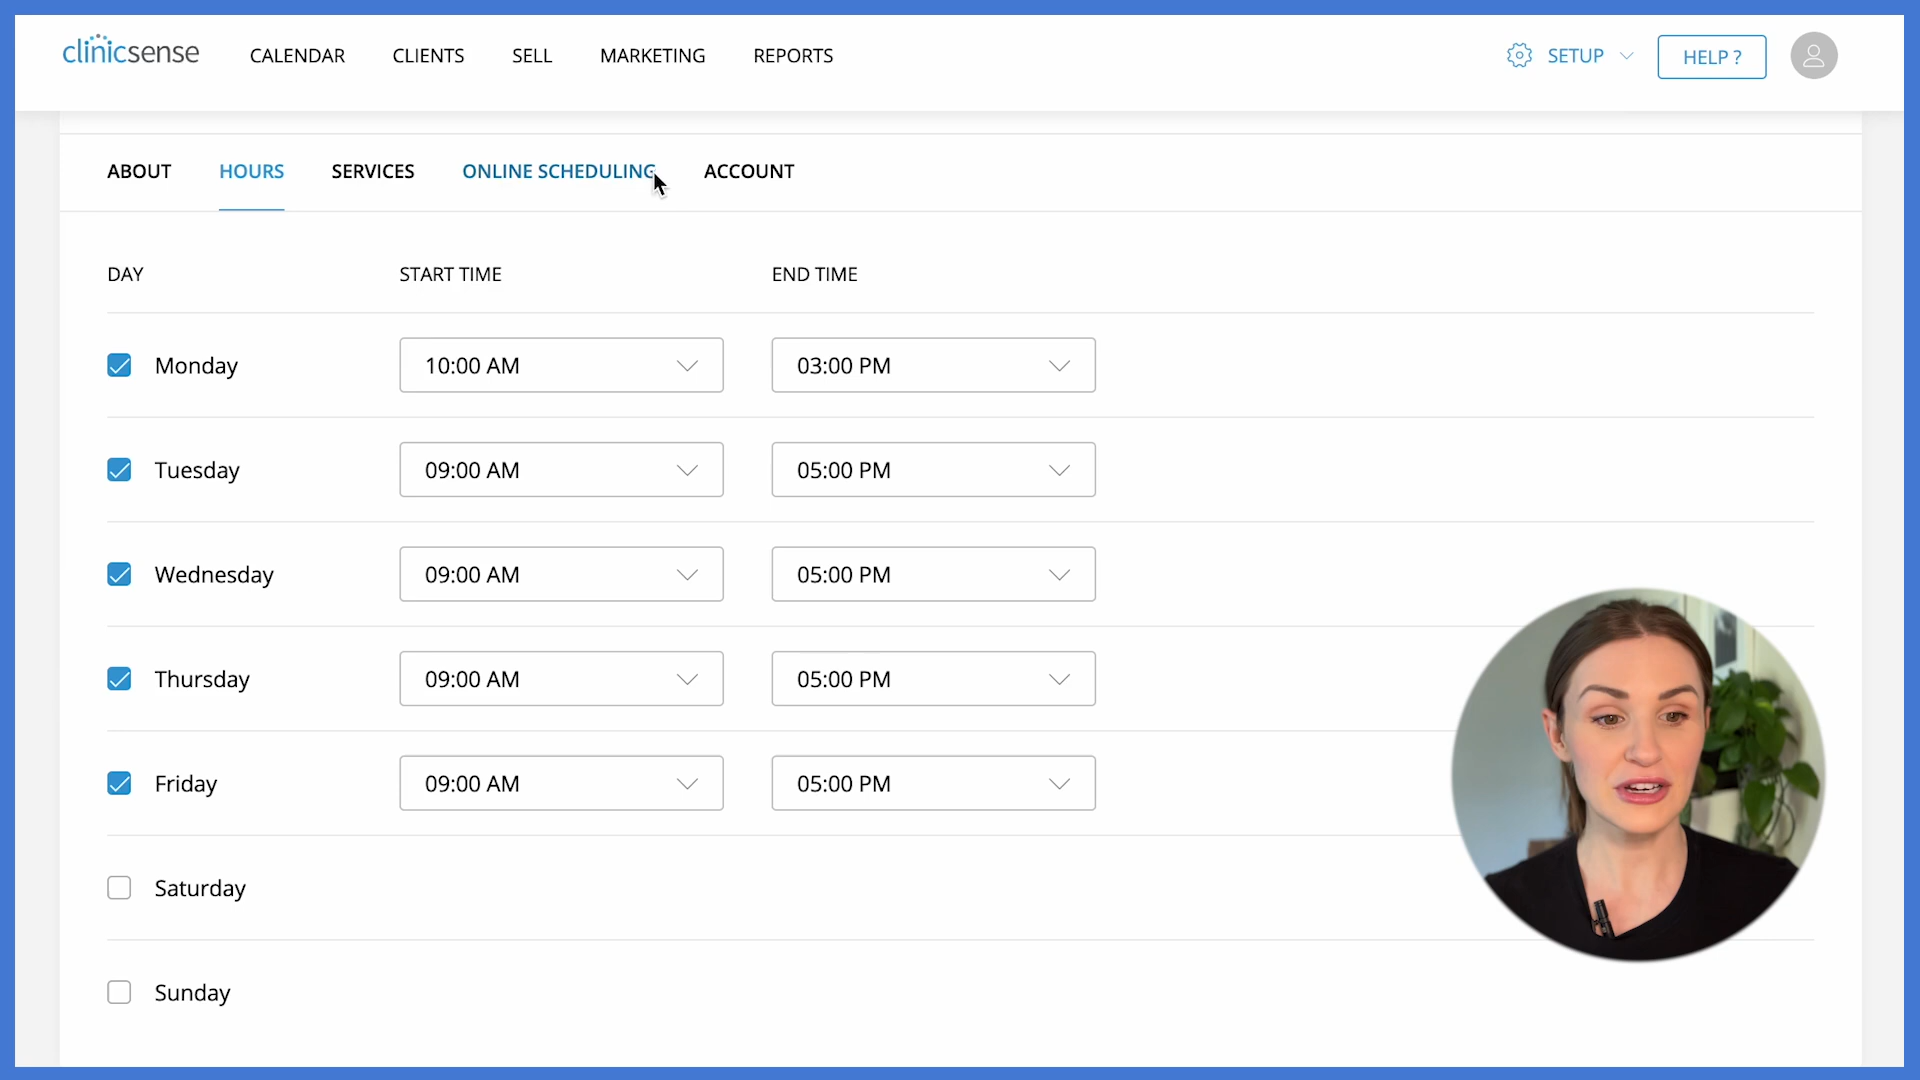 clinicsense CALENDAR CLIENTS SELL MARKETING REPORTS SETUP HELP ?
ABOUT HOURS SERVICES ONLINE SCHEDULING ACCOUNT
DAY START TIME END TIME
Monday 10:00 AM 03:00 PM
Tuesday 09:00 AM 05:00 PM
Wednesday 09:00 AM 05:00 PM
Thursday 09:00 AM 05:00 PM
Friday 09:00 AM 05:00 PM
Saturday
Sunday